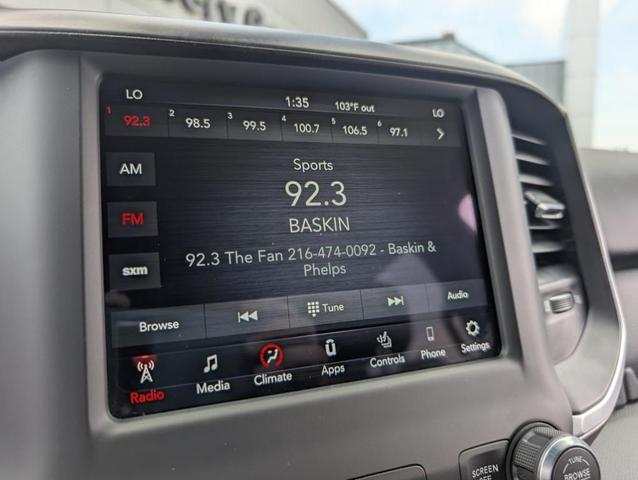 LO 1:35 103°F out LO
1 92.3 2 98.5 3 99.5 4 100.7 5 106.5 6 97.1
AM
FM
sxm
Sports
92.3
BASKIN
92.3 The Fan 216-474-0092 - Baskin &
Phelps
Browse Tune Audio
Radio Media Climate Apps Controls Phone Settings
SCREEN
OFF
TUNE
BROWSE